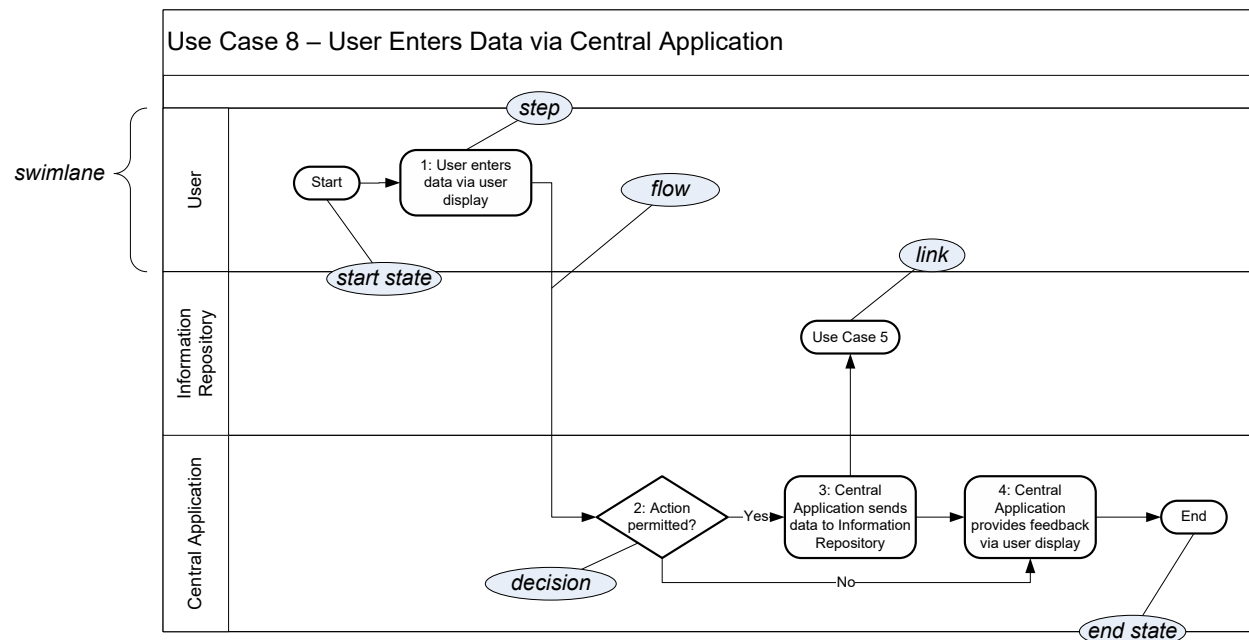 Use Case 8 – User Enters Data via Central Application
step
swimlane
User
Start
1: User enters
data via user
display
flow
start state
link
Information
Repository
Use Case 5
Central Application
2: Action
permitted?
Yes
3: Central
Application sends
data to Information
Repository
4: Central
Application
provides feedback
via user display
End
No
decision
end state